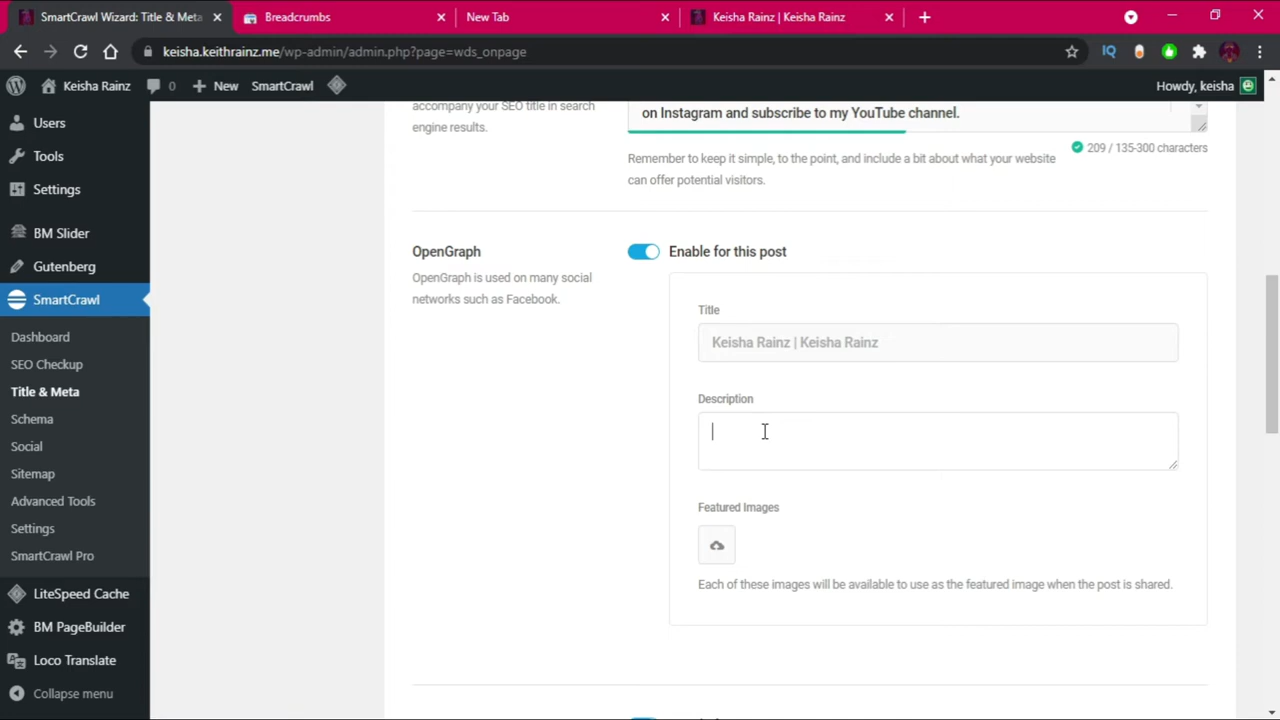 SmartCrawl Wizard: Title & Meta
Breadcrumbs
New Tab
Keisha Rainz | Keisha Rainz
keisha.keithrainz.me/wp-admin/admin.php?page=wds_onpage
Keisha Rainz
0
New
SmartCrawl
Howdy, keisha
Users
Tools
Settings
BM Slider
Gutenberg
SmartCrawl
Dashboard
SEO Checkup
Title & Meta
Schema
Social
Sitemap
Advanced Tools
Settings
SmartCrawl Pro
LiteSpeed Cache
BM PageBuilder
Loco Translate
Collapse menu
accompany your SEO title in search
engine results.
on Instagram and subscribe to my YouTube channel.
209 / 135-300 characters
Remember to keep it simple, to the point, and include a bit about what your website
can offer potential visitors.
OpenGraph
OpenGraph is used on many social
networks such as Facebook.
Enable for this post
Title
Keisha Rainz | Keisha Rainz
Description
Featured Images
Each of these images will be available to use as the featured image when the post is shared.